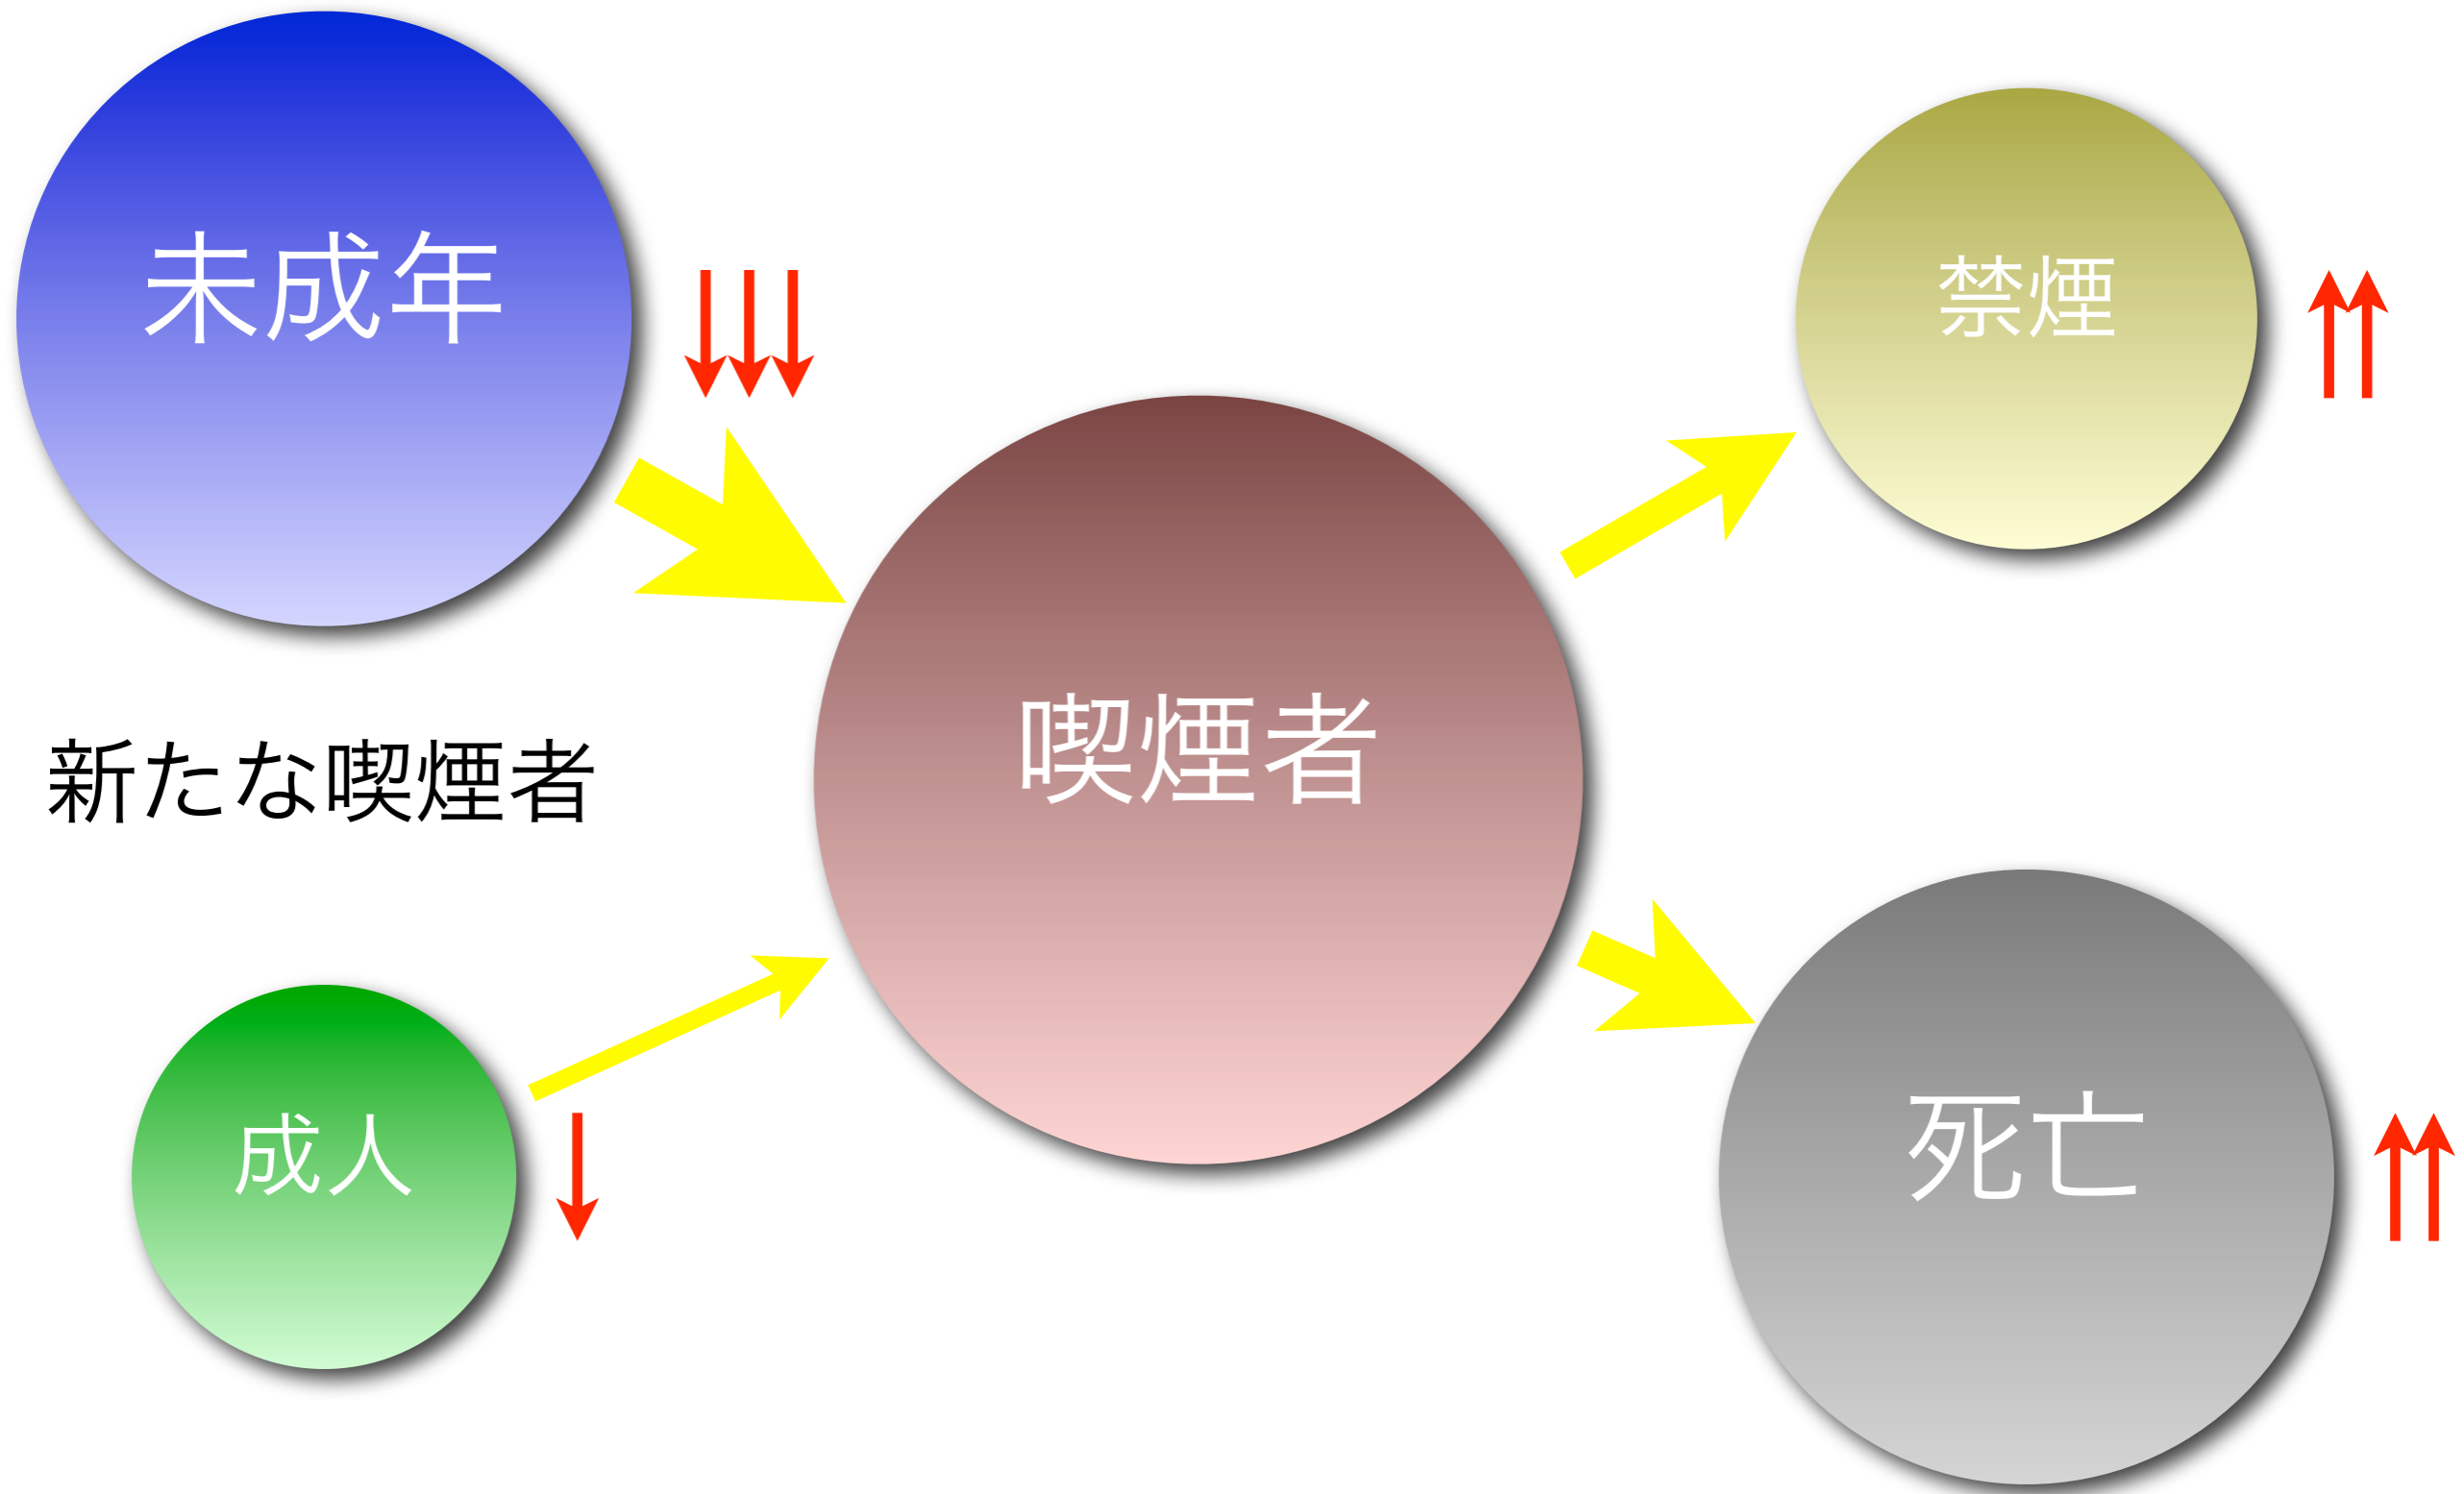 未成年
禁煙
喫煙者
新たな喫煙者
成人
死亡